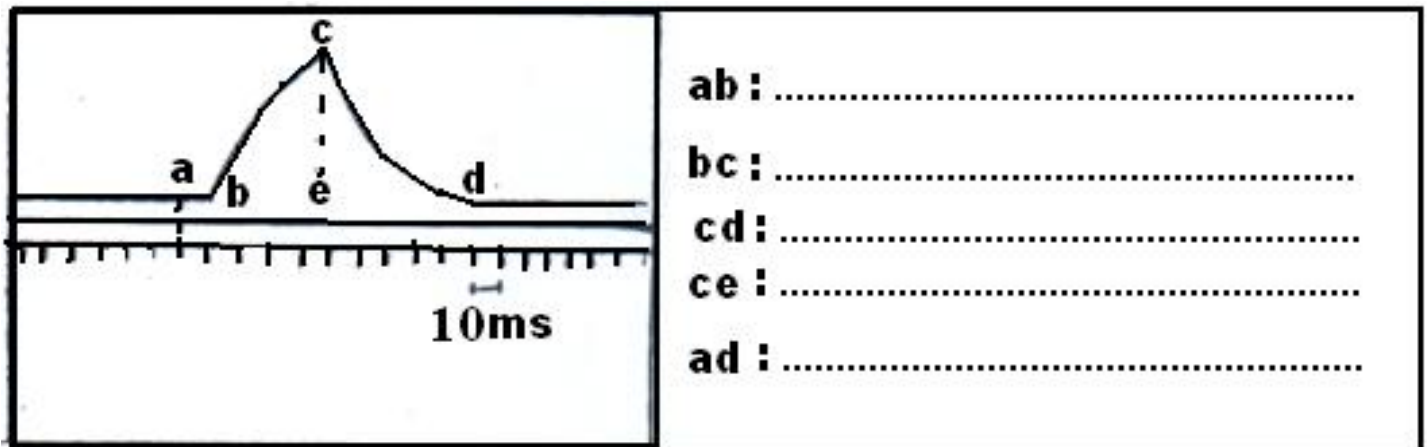 c
a
b
e
d
10ms
ab : ................................................................
bc: ................................................................
cd: ................................................................
ce : ................................................................
ad : ................................................................